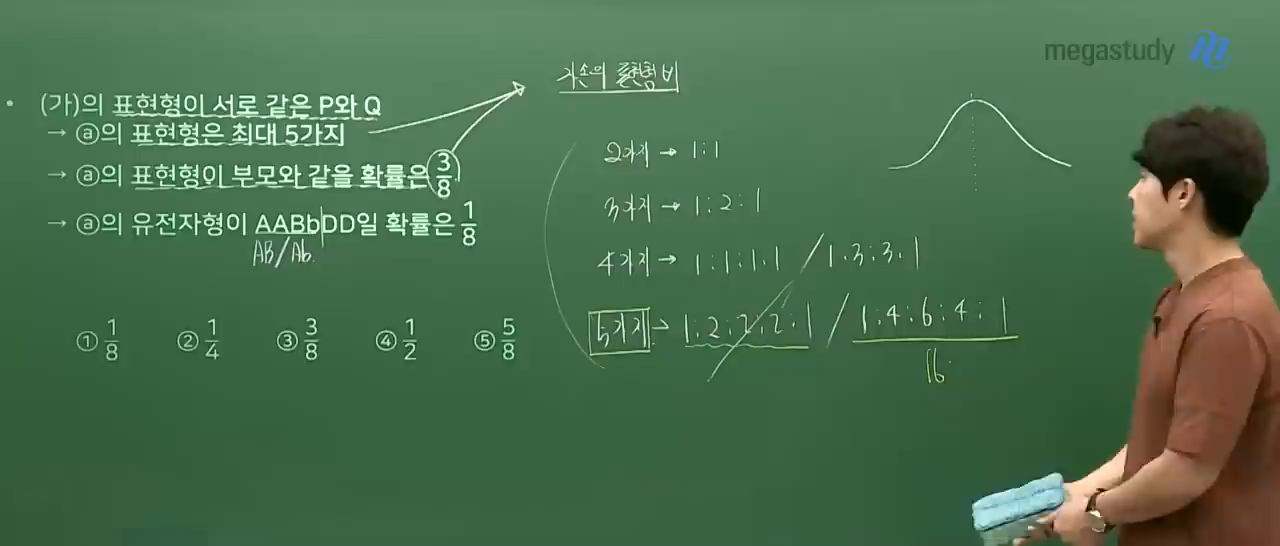 megastudy
자손의 표현형 비
• (가)의 표현형이 서로 같은 P와 Q
→ ⓐ의 표현형은 최대 5가지
→ ⓐ의 표현형이 부모와 같을 확률은 3/8
→ ⓐ의 유전자형이 AABbDD일 확률은 1/8
AB/Ab
① 1/8 ② 1/4 ③ 3/8 ④ 1/2 ⑤ 5/8
2가지 → 1:1
3가지 → 1:2:1
4가지 → 1:1:1:1 / 1:3:3:1
5가지 → 1:2:2:2:1 / 1:4:6:4:1
16